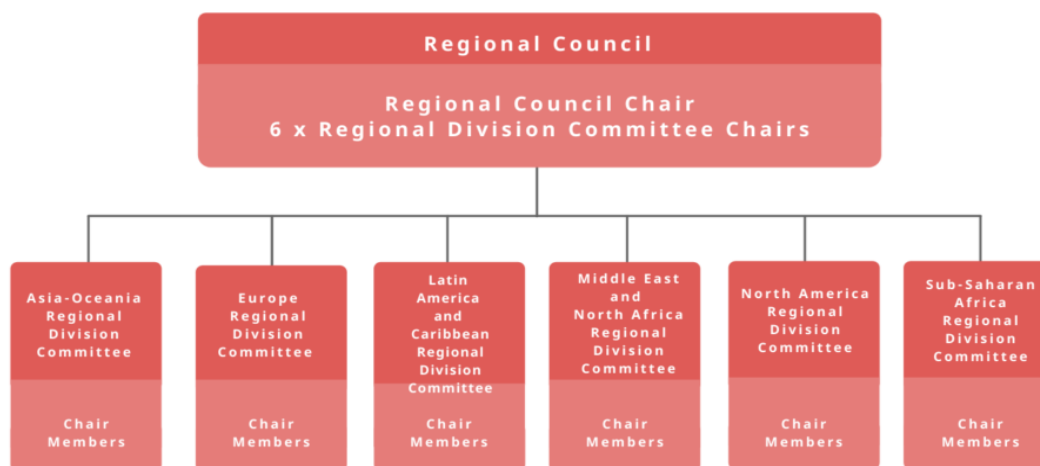 Regional Council
Regional Council Chair
6 x Regional Division Committee Chairs
Asia-Oceania
Regional
Division
Committee
Chair
Members
Europe
Regional
Division
Committee
Chair
Members
Latin
America
and
Caribbean
Regional
Division
Committee
Chair
Members
Middle East
and
North Africa
Regional
Division
Committee
Chair
Members
North America
Regional
Division
Committee
Chair
Members
Sub-Saharan
Africa
Regional
Division
Committee
Chair
Members